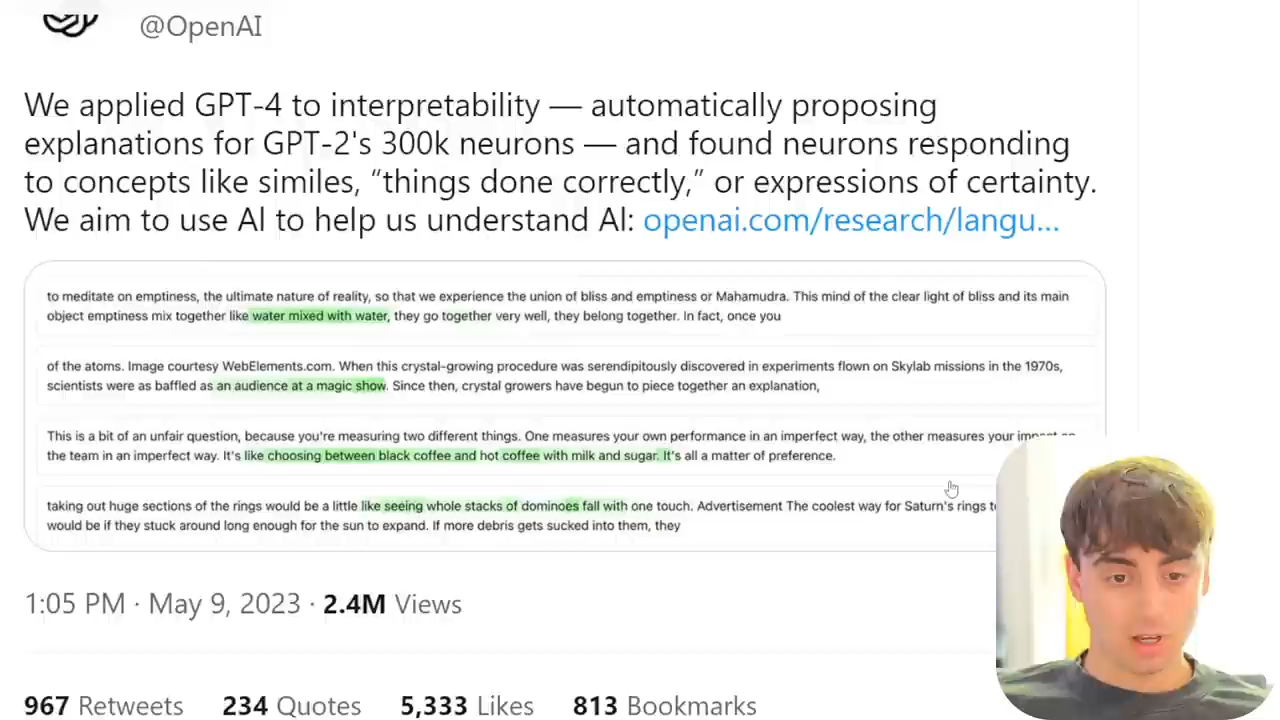 @OpenAI
We applied GPT-4 to interpretability — automatically proposing
explanations for GPT-2's 300k neurons — and found neurons responding
to concepts like similes, “things done correctly,” or expressions of certainty.
We aim to use Al to help us understand Al: openai.com/research/langu...
to meditate on emptiness, the ultimate nature of reality, so that we experience the union of bliss and emptiness or Mahamudra. This mind of the clear light of bliss and its main
object emptiness mix together like water mixed with water, they go together very well, they belong together. In fact, once you
of the atoms. Image courtesy WebElements.com. When this crystal-growing procedure was serendipitously discovered in experiments flown on Skylab missions in the 1970s,
scientists were as baffled as an audience at a magic show. Since then, crystal growers have begun to piece together an explanation,
This is a bit of an unfair question, because you're measuring two different things. One measures your own performance in an imperfect way, the other measures your impact on
the team in an imperfect way. It's like choosing between black coffee and hot coffee with milk and sugar. It's all a matter of preference.
taking out huge sections of the rings would be a little like seeing whole stacks of dominoes fall with one touch. Advertisement The coolest way for Saturn's rings
would be if they stuck around long enough for the sun to expand. If more debris gets sucked into them, they
1:05 PM · May 9, 2023 · 2.4M Views
967 Retweets 234 Quotes 5,333 Likes 813 Bookmarks